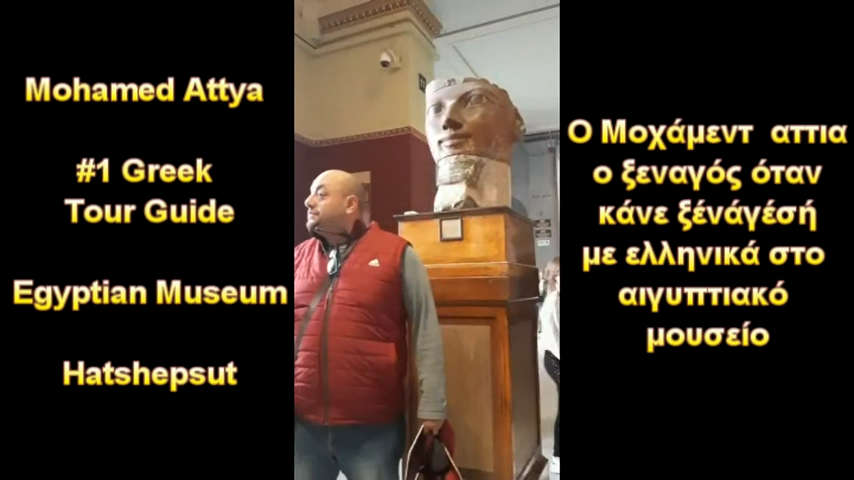 Mohamed Attya
#1 Greek
Tour Guide
Egyptian Museum
Hatshepsut
Ο Μοχάμεντ αττια
ο ξεναγός όταν
κάνε ξένάγέσή
με ελληνικά στο
αιγυπτιακό
μουσείο